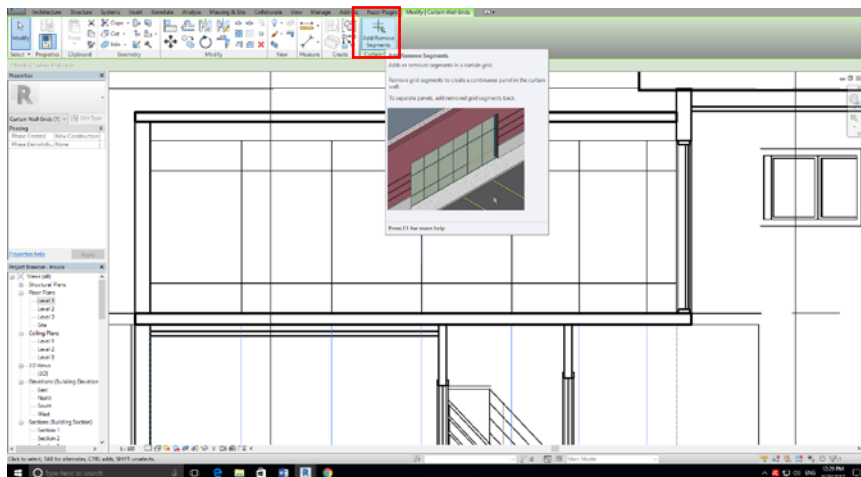 Architecture Structure Systems Insert Annotate Analyze Massing & Site Collaborate View Manage Modify | Curtain Wall Grids
Modify
Cope
Cut
Join
Add/Remove
Segments
Select Properties Clipboard Geometry Modify View Measure Create
Add/Remove Segments
Adds or removes segments in a curtain grid.
Remove grid segments to create a continuous panel in the curtain
wall.
To separate panels, add removed grid segments back.
Press F1 for more help
Properties
Curtain Wall Grids (1) Edit Type
Phasing
Phase Created New Construction
Phase Demolish... None
Properties help Apply
Project Browser - House
Views (all)
Structural Plans
Floor Plans
Level 1
Level 2
Level 3
Site
Ceiling Plans
Level 1
Level 2
Level 3
3D Views
{3D}
Elevations (Building Elevation
East
North
South
West
Sections (Building Section)
Section 1
Section 2
1 : 100
Click to select, TAB for alternates, CTRL adds, SHIFT unselects.
Main Model
Type here to search
ENG
12:29 PM